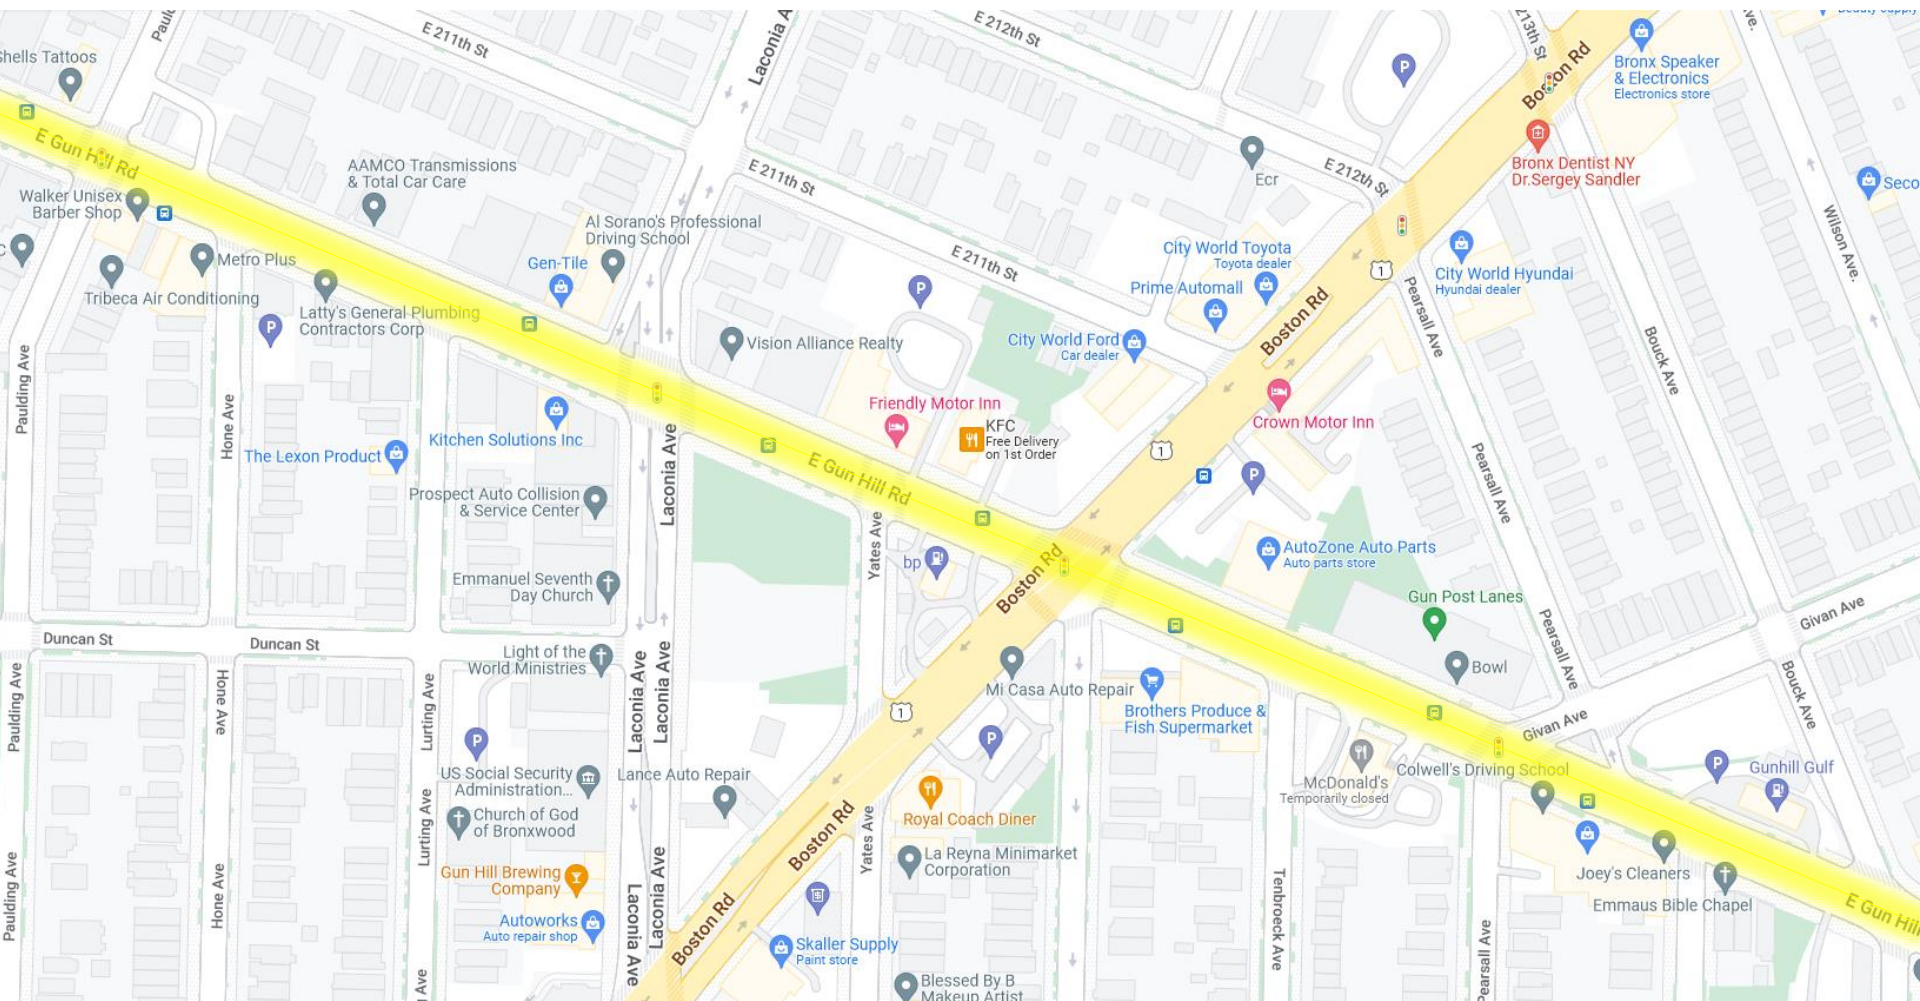 E 211th St
E 212th St
Laconia A
213th St
Boston Rd
Bronx Speaker
& Electronics
Electronics store
Bronx Dentist NY
Dr.Sergey Sandler
Shells Tattoos
E Gun Hill Rd
AAMCO Transmissions
& Total Car Care
Walker Unisex
Barber Shop
Al Sorano's Professional
Driving School
Gen-Tile
Metro Plus
Tribeca Air Conditioning
Latty's General Plumbing
Contractors Corp
P
E 211th St
E 211th St
P
P
Ecr
E 212th St
City World Toyota
Toyota dealer
Prime Automall
City World Hyundai
Hyundai dealer
1
Seco
Wilson Ave.
Boston Rd
Pearsall Ave
Bouck Ave
City World Ford
Car dealer
Vision Alliance Realty
Friendly Motor Inn
KFC
Free Delivery
on 1st Order
Crown Motor Inn
1
P
Paulding Ave
Hone Ave
The Lexon Product
Kitchen Solutions Inc
Prospect Auto Collision
& Service Center
Laconia Ave
E Gun Hill Rd
Yates Ave
bp
Boston Rd
Pearsall Ave
AutoZone Auto Parts
Auto parts store
Gun Post Lanes
Bowl
Pearsall Ave
Givan Ave
Emmanuel Seventh
Day Church
Duncan St
Duncan St
Light of the
World Ministries
Mi Casa Auto Repair
Brothers Produce &
Fish Supermarket
1
P
Givan Ave
Bouck Ave
Paulding Ave
Hone Ave
Lurting Ave
Laconia Ave
Laconia Ave
P
US Social Security
Administration...
Lance Auto Repair
Church of God
of Bronxwood
Lurting Ave
McDonald's
Temporarily closed
Colwell's Driving School
P
Gunhill Gulf
Royal Coach Diner
Boston Rd
Yates Ave
La Reyna Minimarket
Corporation
Gun Hill Brewing
Company
Autoworks
Auto repair shop
Paulding Ave
Hone Ave
Laconia Ave
Laconia Ave
Boston Rd
Skaller Supply
Paint store
Blessed By B
Makeup Artist
Tenbroeck Ave
Pearsall Ave
Joey's Cleaners
Emmaus Bible Chapel
E Gun Hill